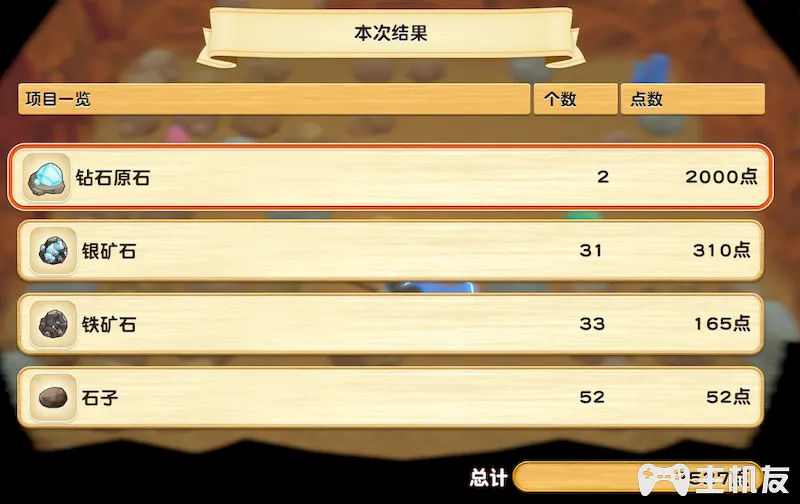 本次结果
项目一览 个数 点数
钻石原石 2 2000点
银矿石 31 310点
铁矿石 33 165点
石子 52 52点
总计
主机友